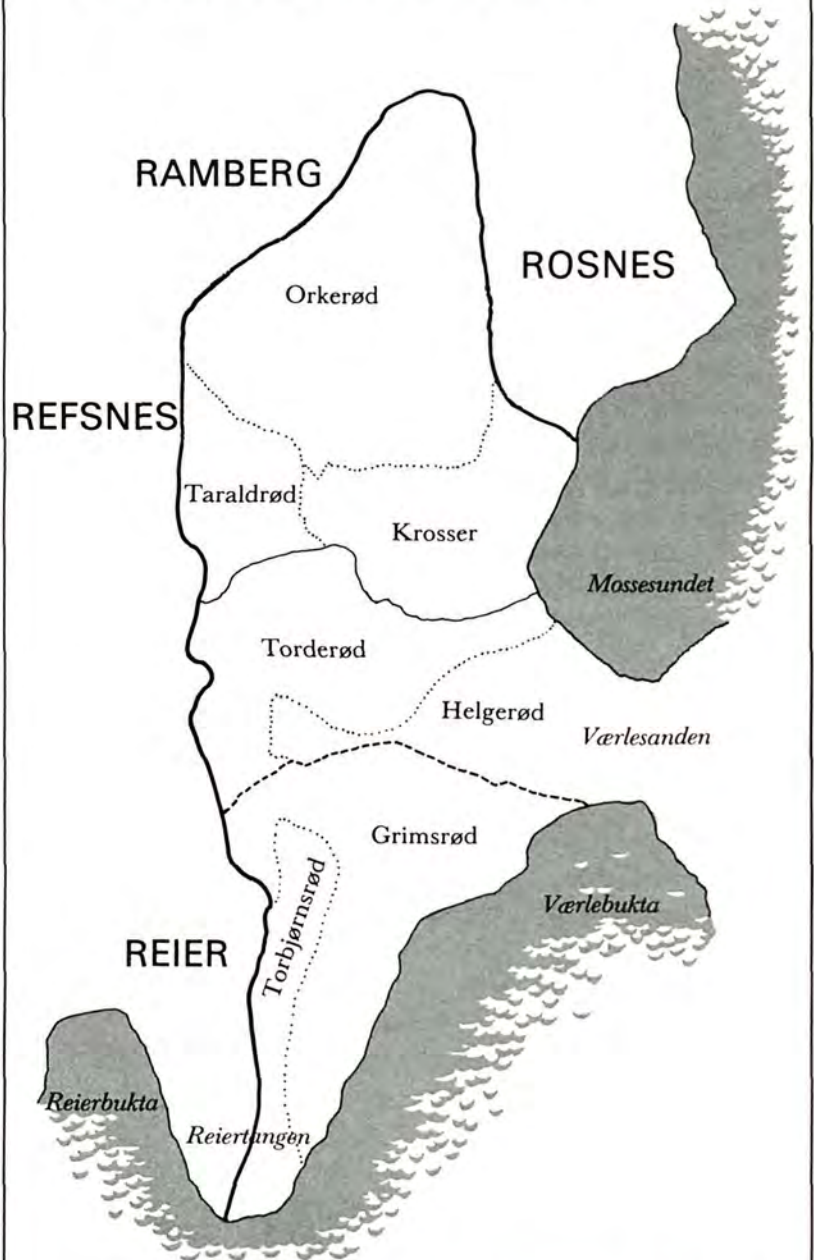 RAMBERG
ROSNES
Orkerød
REFSNES
Taraldrød
Krosser
Mossesundet
Torderød
Helgerød
Værlesanden
Grimsrød
Torbjørnsrød
Værlebukta
REIER
Reierbukta
Reiertangen